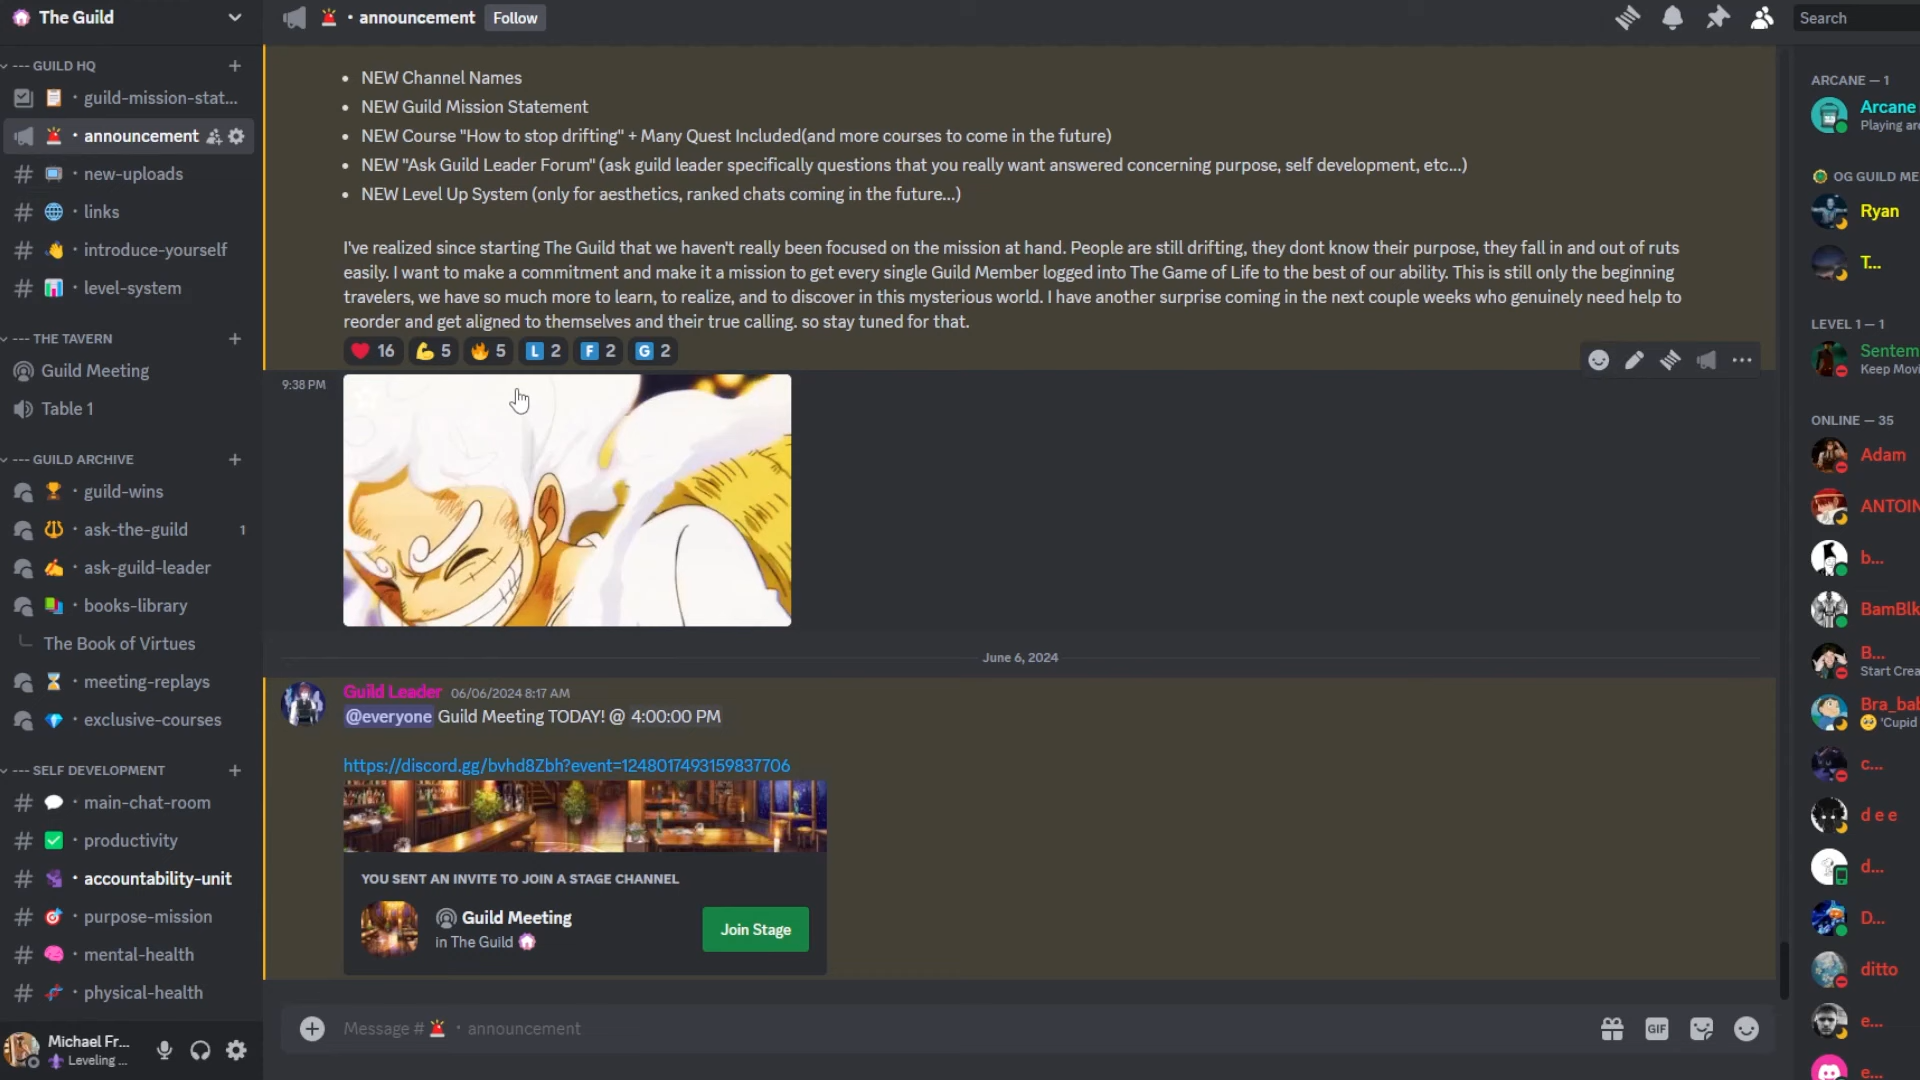 The Guild
--- GUILD HQ
· guild-mission-stat...
· announcement
· new-uploads
· links
· introduce-yourself
· level-system
--- THE TAVERN
Guild Meeting
Table 1
--- GUILD ARCHIVE
· guild-wins
· ask-the-guild 1
· ask-guild-leader
· books-library
The Book of Virtues
· meeting-replays
· exclusive-courses
--- SELF DEVELOPMENT
· main-chat-room
· productivity
· accountability-unit
· purpose-mission
· mental-health
· physical-health
Michael Fr...
Leveling ...
· announcement Follow
Search
• NEW Channel Names
• NEW Guild Mission Statement
• NEW Course "How to stop drifting" + Many Quest Included(and more courses to come in the future)
• NEW "Ask Guild Leader Forum" (ask guild leader specifically questions that you really want answered concerning purpose, self development, etc...)
• NEW Level Up System (only for aesthetics, ranked chats coming in the future...)
I've realized since starting The Guild that we haven't really been focused on the mission at hand. People are still drifting, they dont know their purpose, they fall in and out of ruts
easily. I want to make a commitment and make it a mission to get every single Guild Member logged into The Game of Life to the best of our ability. This is still only the beginning
travelers, we have so much more to learn, to realize, and to discover in this mysterious world. I have another surprise coming in the next couple weeks who genuinely need help to
reorder and get aligned to themselves and their true calling. so stay tuned for that.
16 5 5 L 2 F 2 G 2
9:38 PM
June 6, 2024
Guild Leader 06/06/2024 8:17 AM
@everyone Guild Meeting TODAY! @ 4:00:00 PM
https://discord.gg/bvhd8Zbh?event=1248017493159837706
YOU SENT AN INVITE TO JOIN A STAGE CHANNEL
Guild Meeting
in The Guild
Join Stage
Message # · announcement
GIF
ARCANE — 1
Arcane
Playing arc
OG GUILD ME
Ryan
T...
LEVEL 1 — 1
Sentem
Keep Movi
ONLINE — 35
Adam
ANTOIN
b...
BamBlk
B...
Start Crea
Bra_bab
'Cupid
c...
d e e
d...
D...
ditto
e...
e...